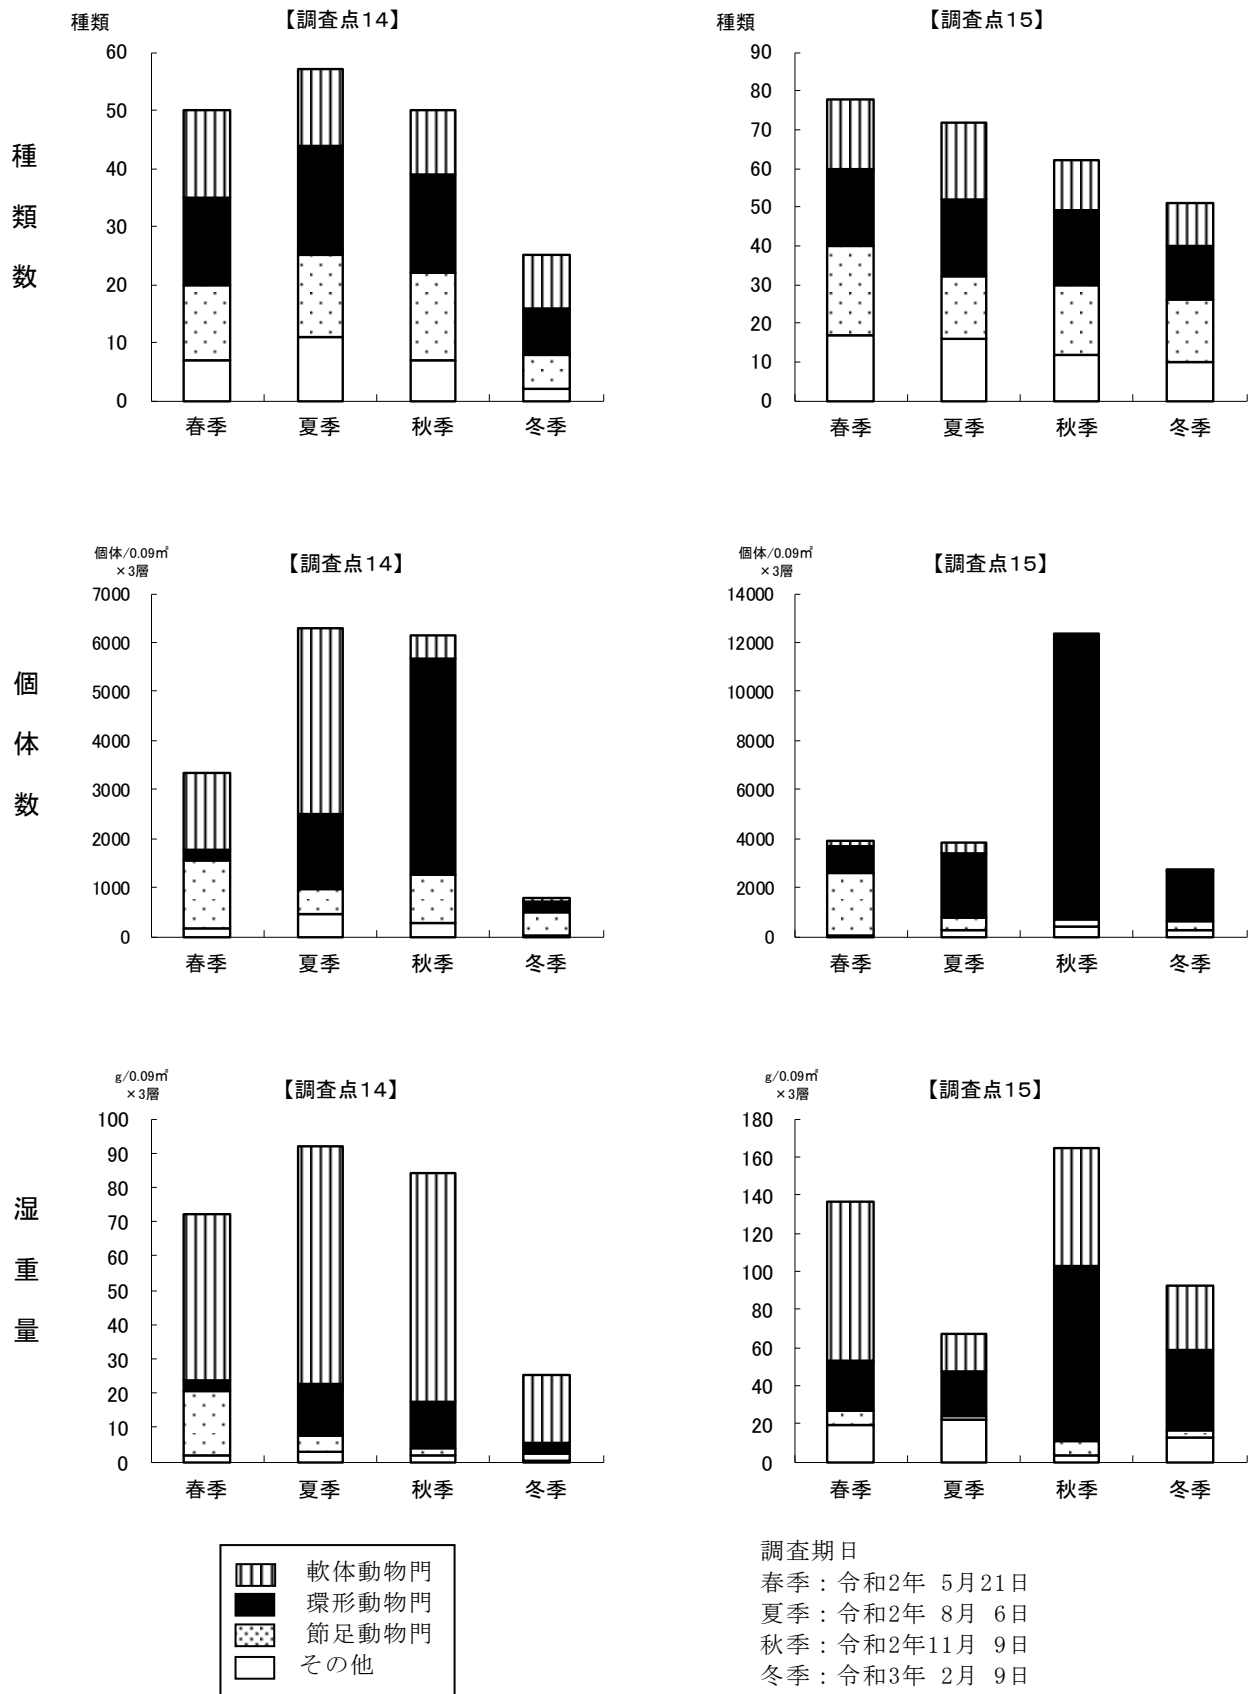 種類
【調査点14】
60
50
40
30
20
10
0
春季 夏季 秋季 冬季
種類
【調査点15】
90
80
70
60
50
40
30
20
10
0
春季 夏季 秋季 冬季
種類数
個体/0.09㎡
×3層
【調査点14】
7000
6000
5000
4000
3000
2000
1000
0
春季 夏季 秋季 冬季
個体/0.09㎡
×3層
【調査点15】
14000
12000
10000
8000
6000
4000
2000
0
春季 夏季 秋季 冬季
個体数
g/0.09㎡
×3層
【調査点14】
100
90
80
70
60
50
40
30
20
10
0
春季 夏季 秋季 冬季
g/0.09㎡
×3層
【調査点15】
180
160
140
120
100
80
60
40
20
0
春季 夏季 秋季 冬季
湿重量
軟体動物門
環形動物門
節足動物門
その他
調査期日
春季：令和2年 5月21日
夏季：令和2年 8月 6日
秋季：令和2年11月 9日
冬季：令和3年 2月 9日